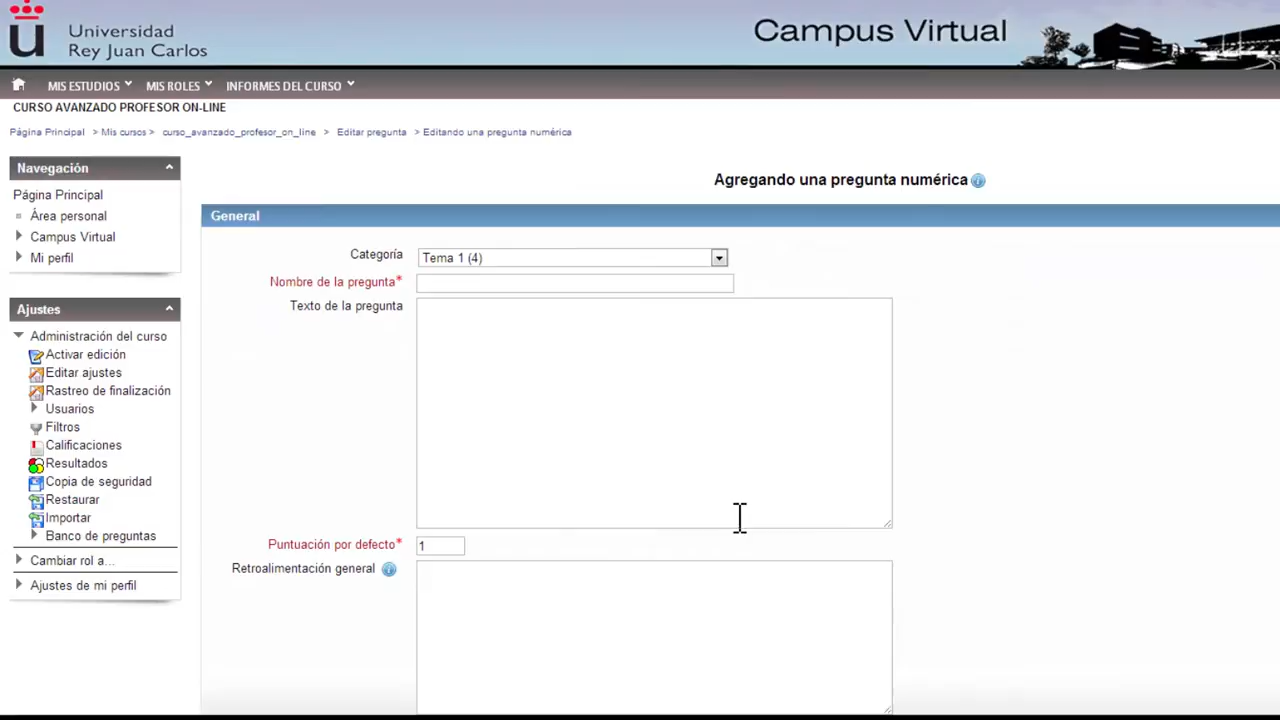 u
Universidad
Rey Juan Carlos
Campus Virtual
MIS ESTUDIOS
MIS ROLES
INFORMES DEL CURSO
CURSO AVANZADO PROFESOR ON-LINE
Página Principal > Mis cursos > curso_avanzado_profesor_on_line > Editar pregunta > Editando una pregunta numérica
Navegación
Página Principal
Área personal
Campus Virtual
Mi perfil
Ajustes
Administración del curso
Activar edición
Editar ajustes
Rastreo de finalización
Usuarios
Filtros
Calificaciones
Resultados
Copia de seguridad
Restaurar
Importar
Banco de preguntas
Cambiar rol a...
Ajustes de mi perfil
Agregando una pregunta numérica
General
Categoría Tema 1 (4)
Nombre de la pregunta*
Texto de la pregunta
Puntuación por defecto* 1
Retroalimentación general